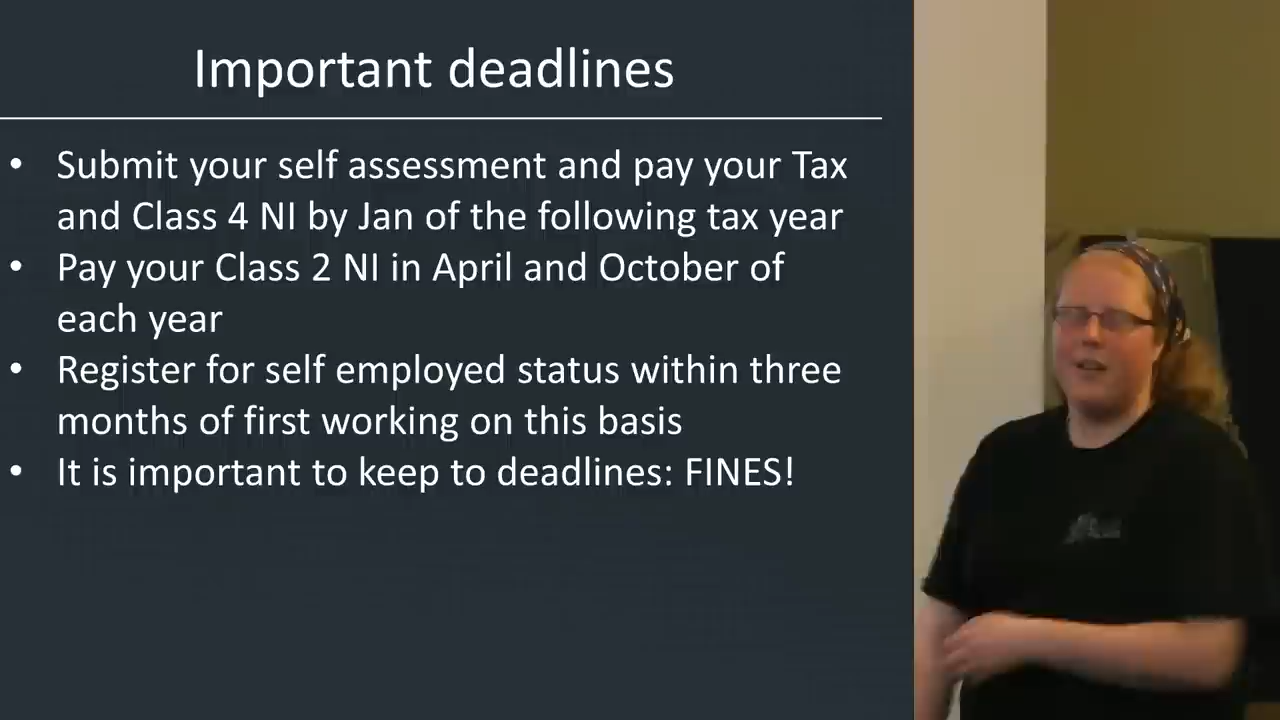 Important deadlines
• Submit your self assessment and pay your Tax
and Class 4 NI by Jan of the following tax year
• Pay your Class 2 NI in April and October of
each year
• Register for self employed status within three
months of first working on this basis
• It is important to keep to deadlines: FINES!